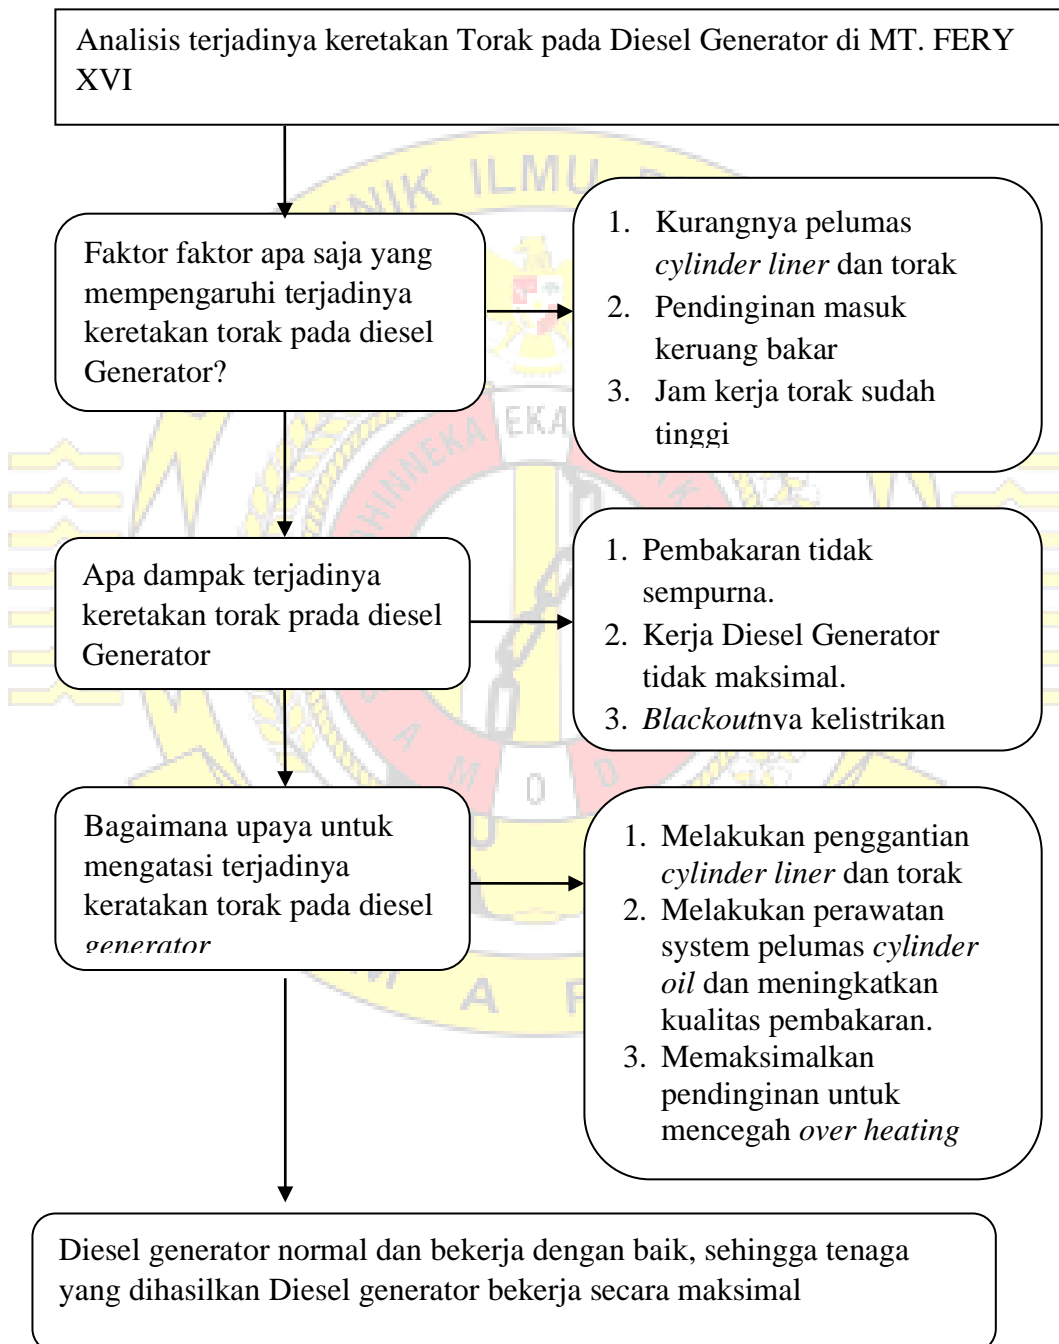 Analisis terjadinya keretakan Torak pada Diesel Generator di MT. FERY
XVI
Faktor faktor apa saja yang
mempengaruhi terjadinya
keretakan torak pada diesel
Generator?
1. Kurangnya pelumas
cylinder liner dan torak
2. Pendinginan masuk
keruang bakar
3. Jam kerja torak sudah
tinggi
Apa dampak terjadinya
keretakan torak prada diesel
Generator
1. Pembakaran tidak
sempurna.
2. Kerja Diesel Generator
tidak maksimal.
3. Blackoutnya kelistrikan
Bagaimana upaya untuk
mengatasi terjadinya
keratakan torak pada diesel
generator
1. Melakukan penggantian
cylinder liner dan torak
2. Melakukan perawatan
system pelumas cylinder
oil dan meningkatkan
kualitas pembakaran.
3. Memaksimalkan
pendinginan untuk
mencegah over heating
Diesel generator normal dan bekerja dengan baik, sehingga tenaga
yang dihasilkan Diesel generator bekerja secara maksimal
ILMU
EKA